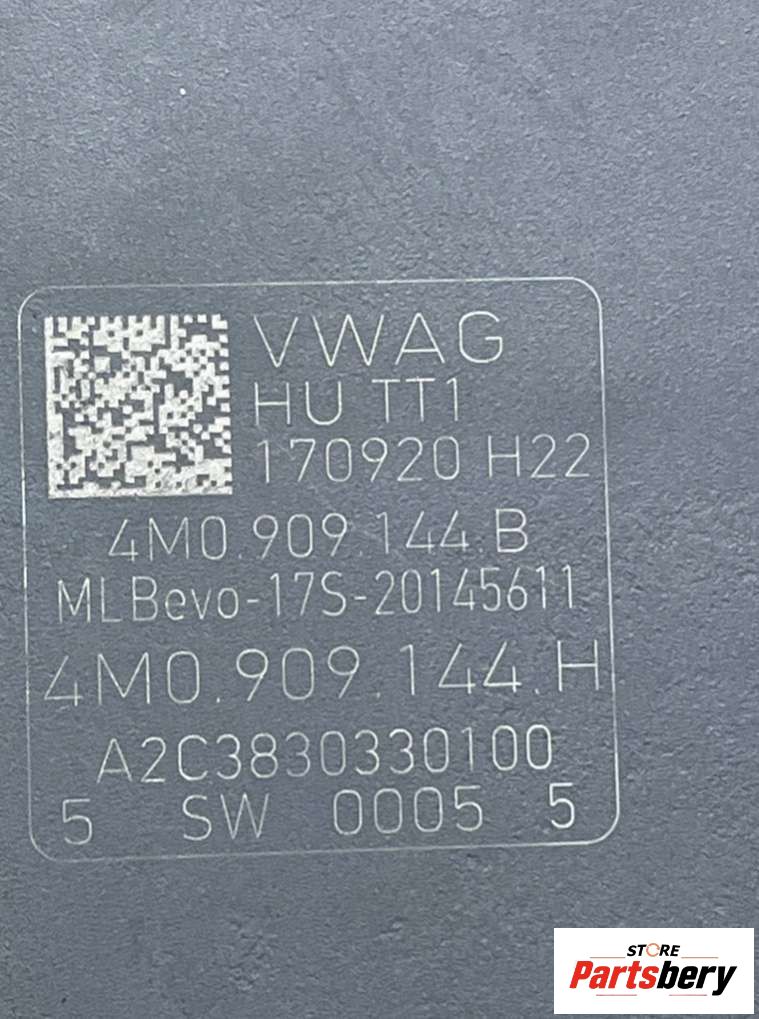 VWAG
HU TT1
170920 H22
4M0.909.144.B
MLBevo-17S-20145611
4M0.909.144.H
A2C3830330100
5 SW 0005 5
STORE
Partsbery